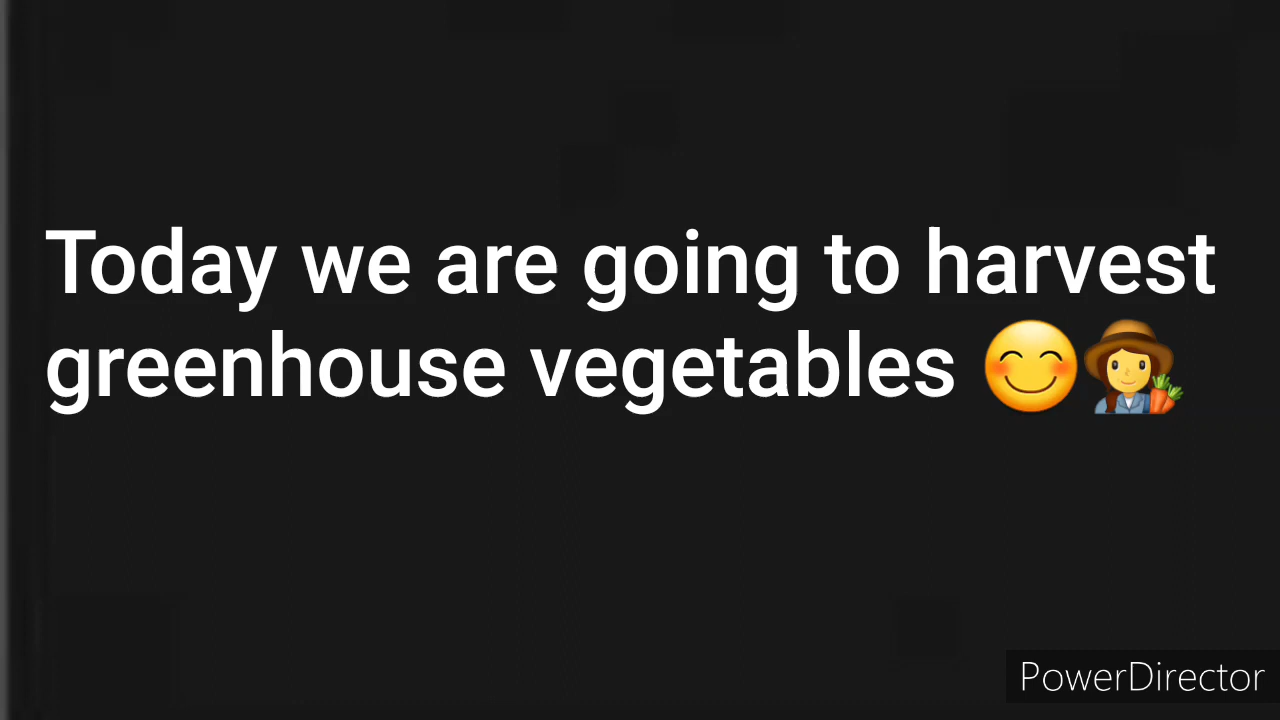 Today we are going to harvest
greenhouse vegetables 😊👩‍🌾
PowerDirector